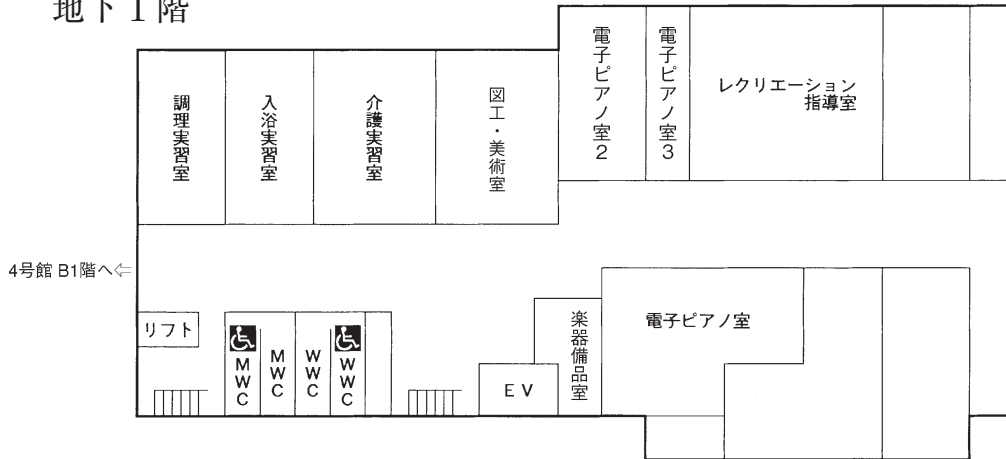 地下1階
調理実習室
入浴実習室
介護実習室
図工・美術室
電子ピアノ室2
電子ピアノ室3
レクリエーション
指導室
4号館 B1階へ⇦
リフト
MWC
MWC
WWC
WWC
EV
楽器備品室
電子ピアノ室